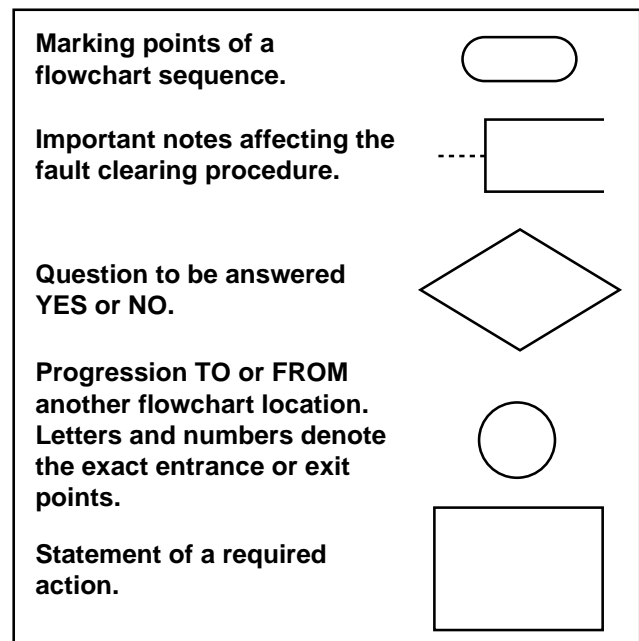 Marking points of a
flowchart sequence.
Important notes affecting the
fault clearing procedure.
Question to be answered
YES or NO.
Progression TO or FROM
another flowchart location.
Letters and numbers denote
the exact entrance or exit
points.
Statement of a required
action.